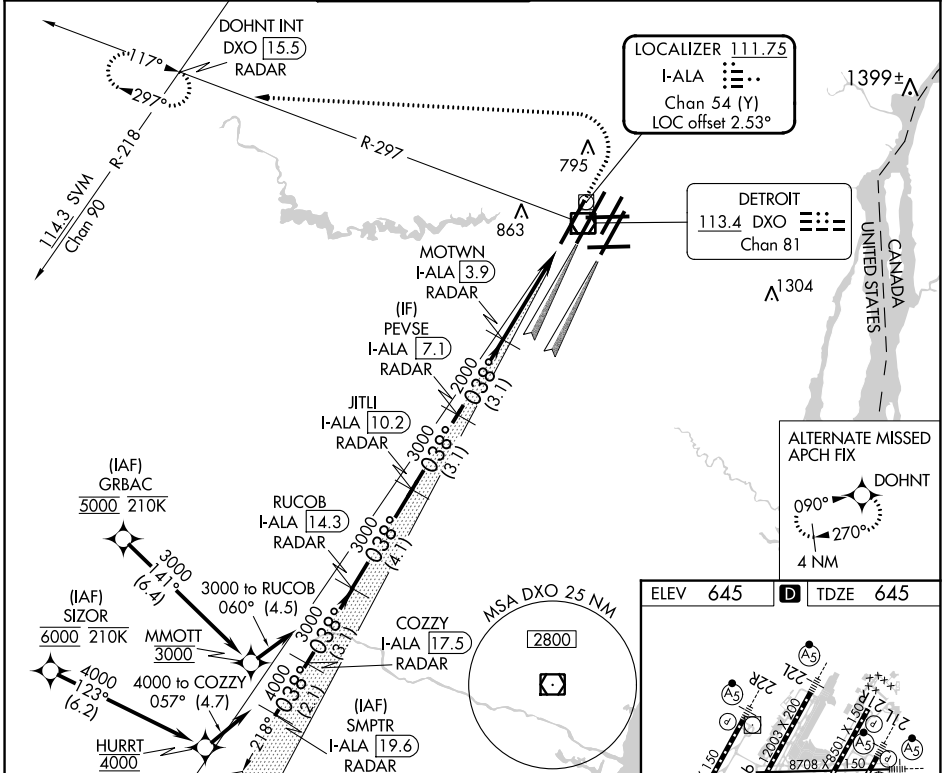 DOHNT INT
DXO 15.5
RADAR
117°
297°
R-218
114.3 SVM
Chan 90
R-297
LOCALIZER 111.75
I-ALA
Chan 54 (Y)
LOC offset 2.53°
1399±
795
863
DETROIT
113.4 DXO
Chan 81
CANADA
UNITED STATES
1304
MOTWN
I-ALA 3.9
RADAR
(IF)
PEVSE
I-ALA 7.1
RADAR
2000
038°
(3.1)
JITLI
I-ALA 10.2
RADAR
3000
038°
(3.1)
ALTERNATE MISSED
APCH FIX
DOHNT
090°
270°
4 NM
(IAF)
GRBAC
5000 210K
RUCOB
I-ALA 14.3
RADAR
3000
038°
(4.1)
3000
141°
(6.4)
3000 to RUCOB
060° (4.5)
(IAF)
SIZOR
6000 210K
MMOTT
3000
3000
038°
(3.1)
COZZY
I-ALA 17.5
RADAR
MSA DXO 25 NM
2800
4000
123°
(6.2)
4000 to COZZY
057° (4.7)
4000
038°
(2.1)
218°
HURRT
4000
(IAF)
SMPTR
I-ALA 19.6
RADAR
ELEV 645 D TDZE 645
A5
22R
A5
22L
12003 X 200
8501 X 150
21L
A5
A5
8708 X 150
150